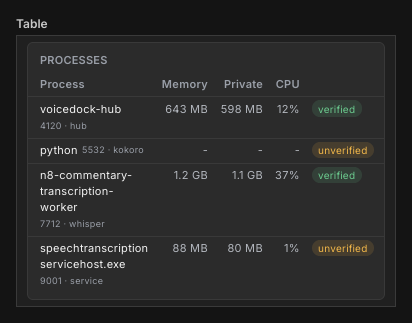 Table
PROCESSES
Process Memory Private CPU
voicedock-hub 643 MB 598 MB 12% verified
4120 · hub
python 5532 · kokoro - - - unverified
n8-commentary- 1.2 GB 1.1 GB 37% verified
transcription-
worker
7712 · whisper
speechtranscription 88 MB 80 MB 1% unverified
servicehost.exe
9001 · service